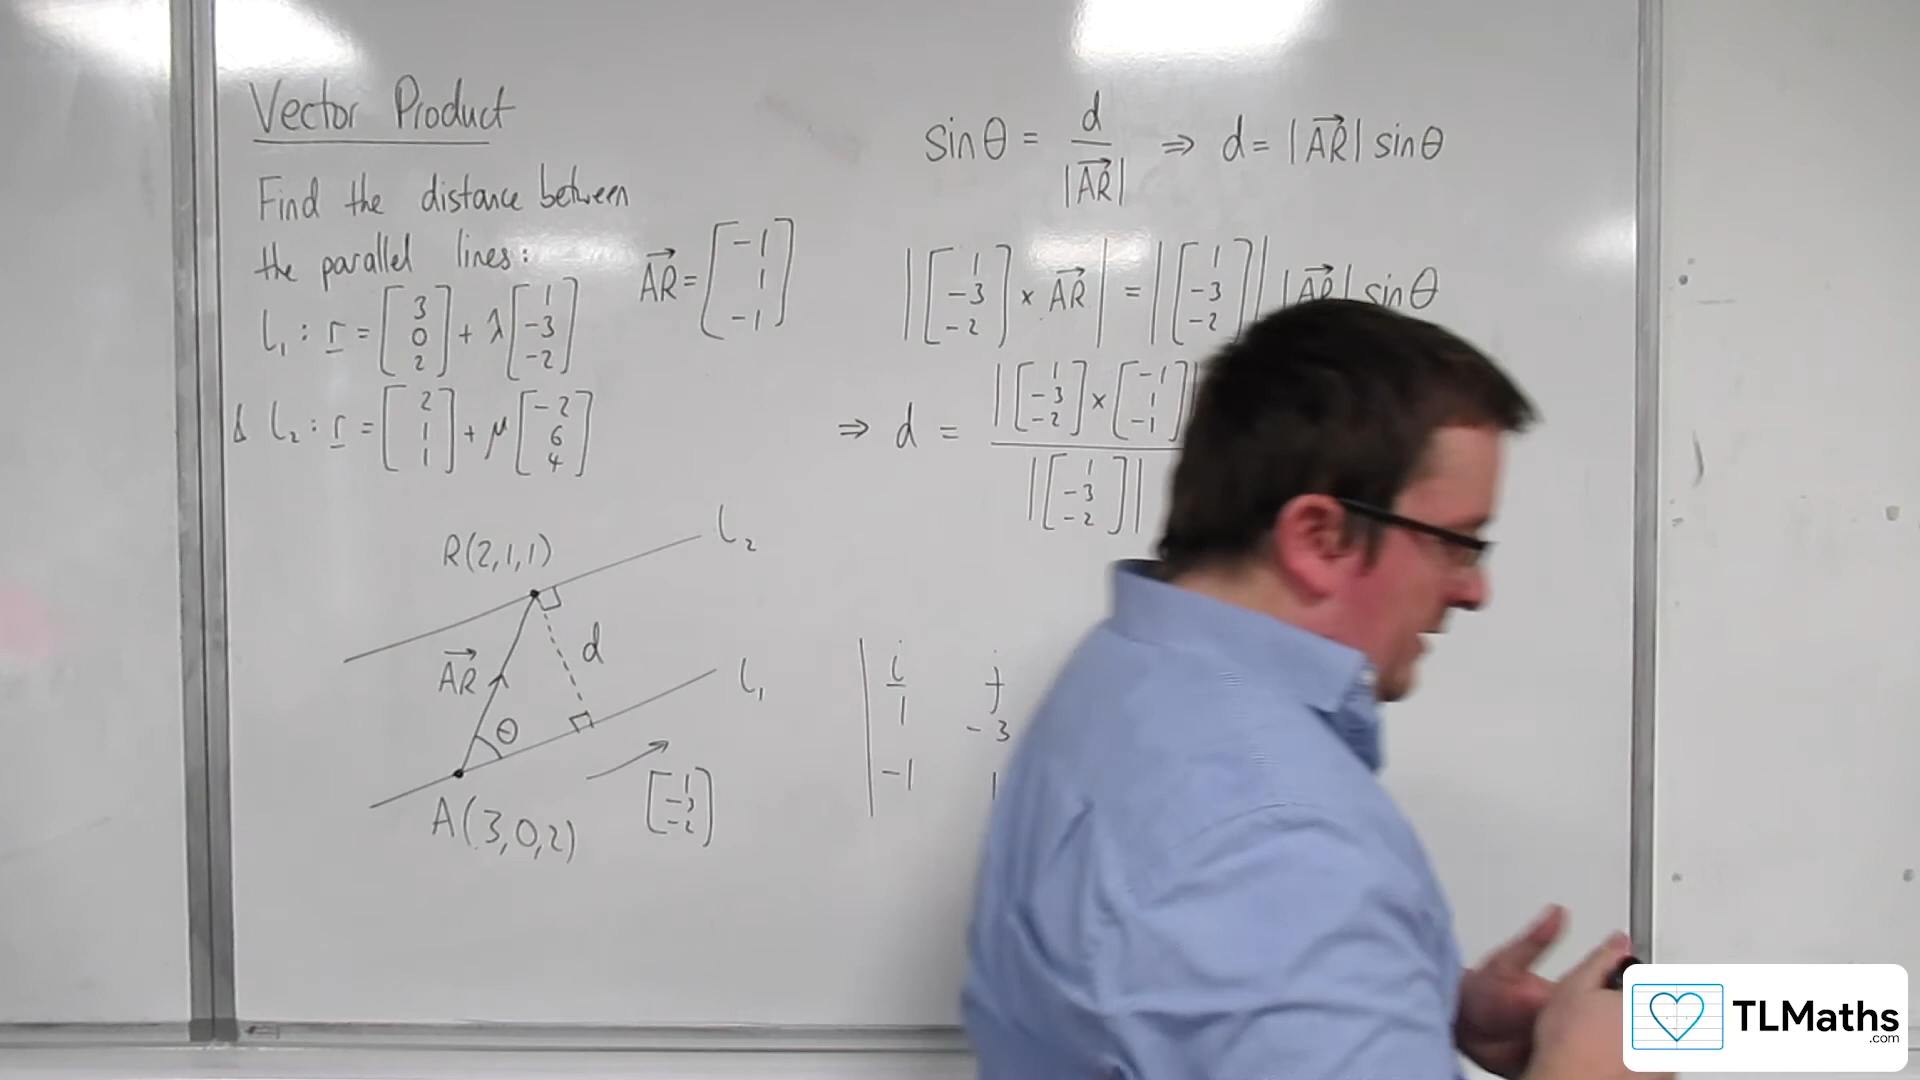 Vector Product
Find the distance between
the parallel lines:
l₁ : r = [3 0 2] + λ[1 -3 -2]
& l₂ : r = [2 1 1] + μ[-2 6 4]
AR = [-1 1 -1]
R(2,1,1)
l₂
AR
d
l₁
θ
A(3,0,2)
[1 -3 -2]
sinθ = d / |AR| ⇒ d = |AR| sinθ
|[1 -3 -2] × AR| = |[1 -3 -2]| |AR| sinθ
⇒ d = |[1 -3 -2] × [-1 1 -1]| / |[1 -3 -2]|
i j
1 -3
-1 1
TLMaths
.com